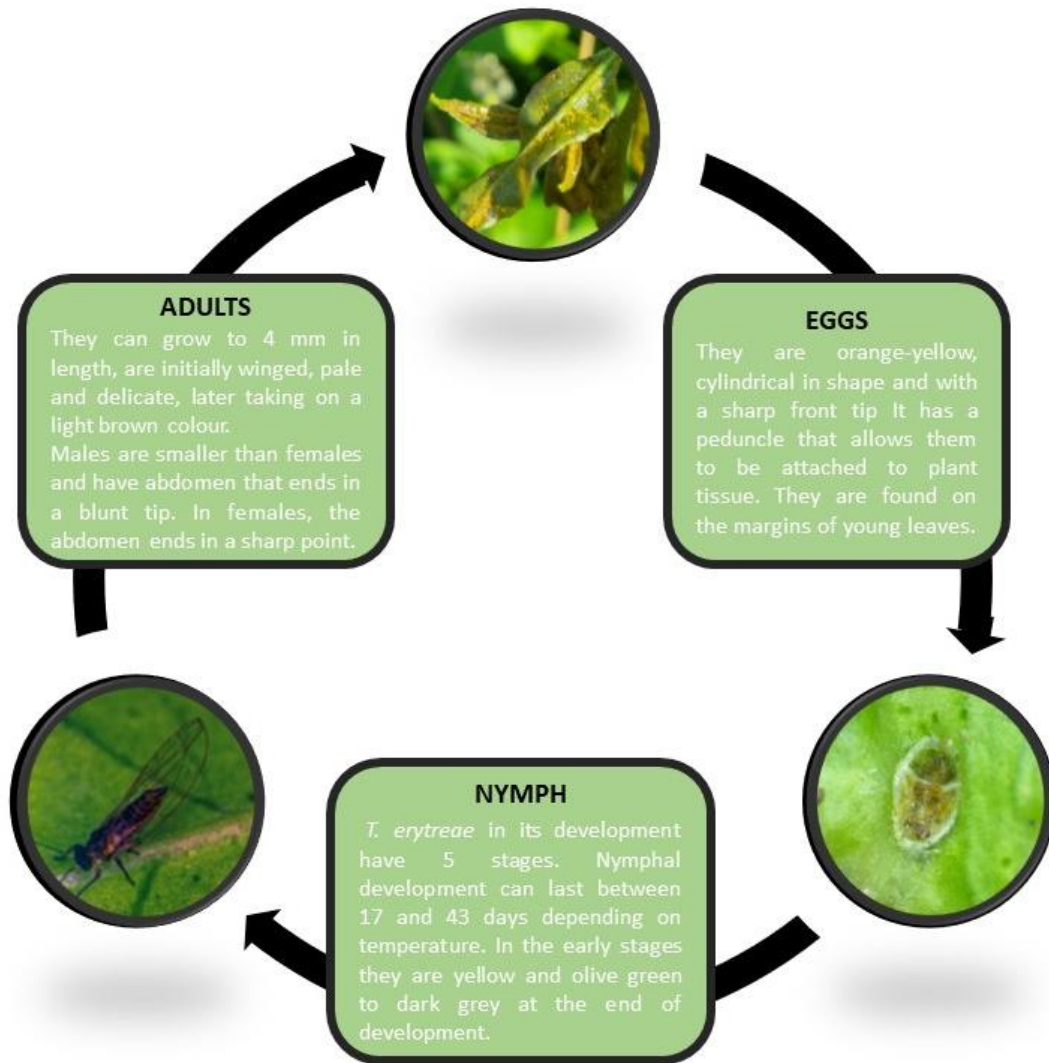 ADULTS
They can grow to 4 mm in
length, are initially winged, pale
and delicate, later taking on a
light brown colour.
Males are smaller than females
and have abdomen that ends in
a blunt tip. In females, the
abdomen ends in a sharp point.
EGGS
They are orange-yellow,
cylindrical in shape and with
a sharp front tip It has a
peduncle that allows them
to be attached to plant
tissue. They are found on
the margins of young leaves.
NYMPH
T. erytreae in its development
have 5 stages. Nymphal
development can last between
17 and 43 days depending on
temperature. In the early stages
they are yellow and olive green
to dark grey at the end of
development.